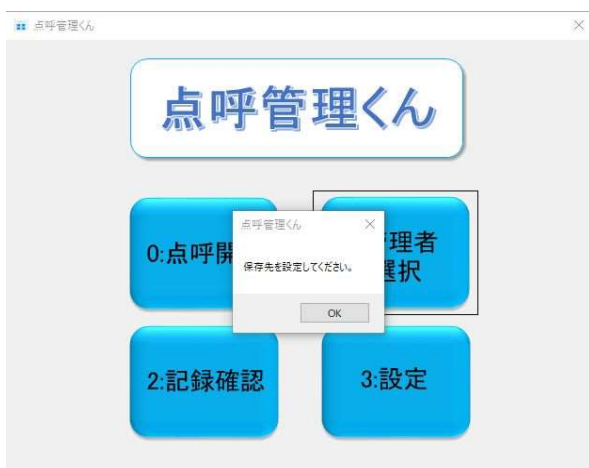 点呼管理くん
点呼管理くん
0:点呼開
理者
選択
点呼管理くん
保存先を設定してください。
OK
2:記録確認
3:設定